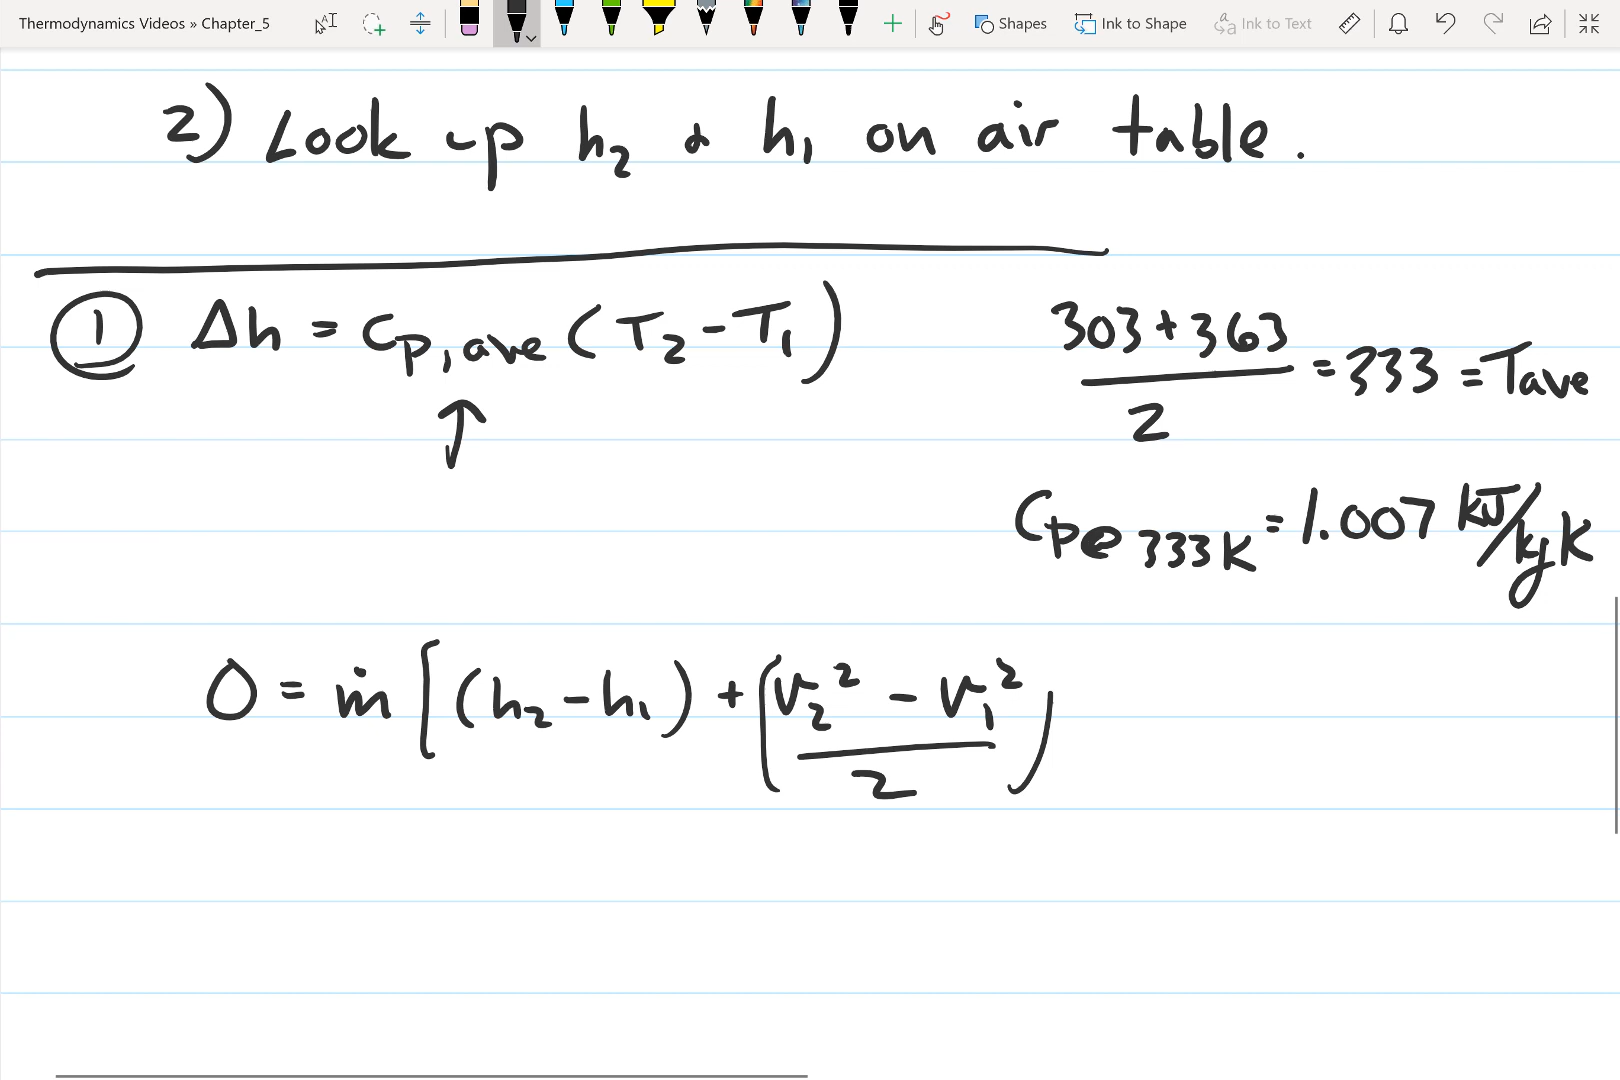 Thermodynamics Videos » Chapter_5 Shapes Ink to Shape Ink to Text
2) Look up h₂ & h₁ on air table.
① Δh = Cp,ave (T₂-T₁)
(303+363)/2 = 333 = Tave
Cp@333K = 1.007 kJ/kgK
0 = ṁ [(h₂-h₁) + ((V₂² - V₁²)/2)